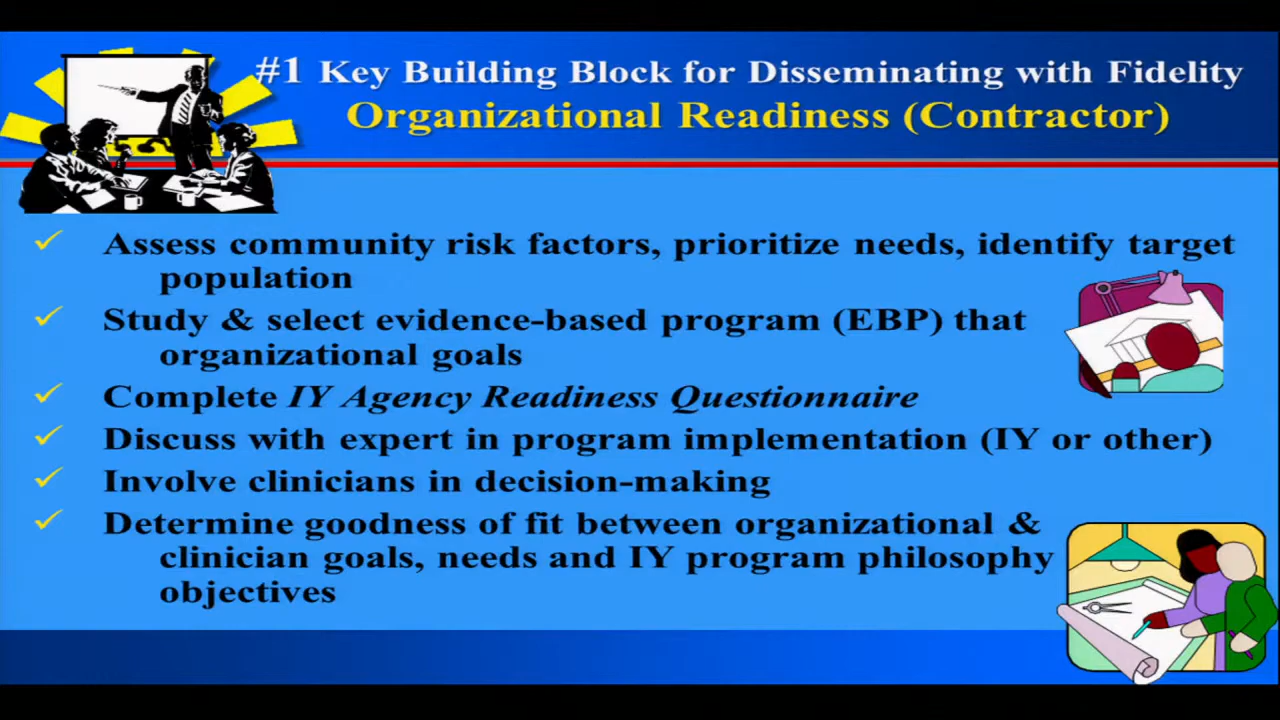 #1 Key Building Block for Disseminating with Fidelity
Organizational Readiness (Contractor)
Assess community risk factors, prioritize needs, identify target
population
Study & select evidence-based program (EBP) that
organizational goals
Complete IY Agency Readiness Questionnaire
Discuss with expert in program implementation (IY or other)
Involve clinicians in decision-making
Determine goodness of fit between organizational &
clinician goals, needs and IY program philosophy
objectives